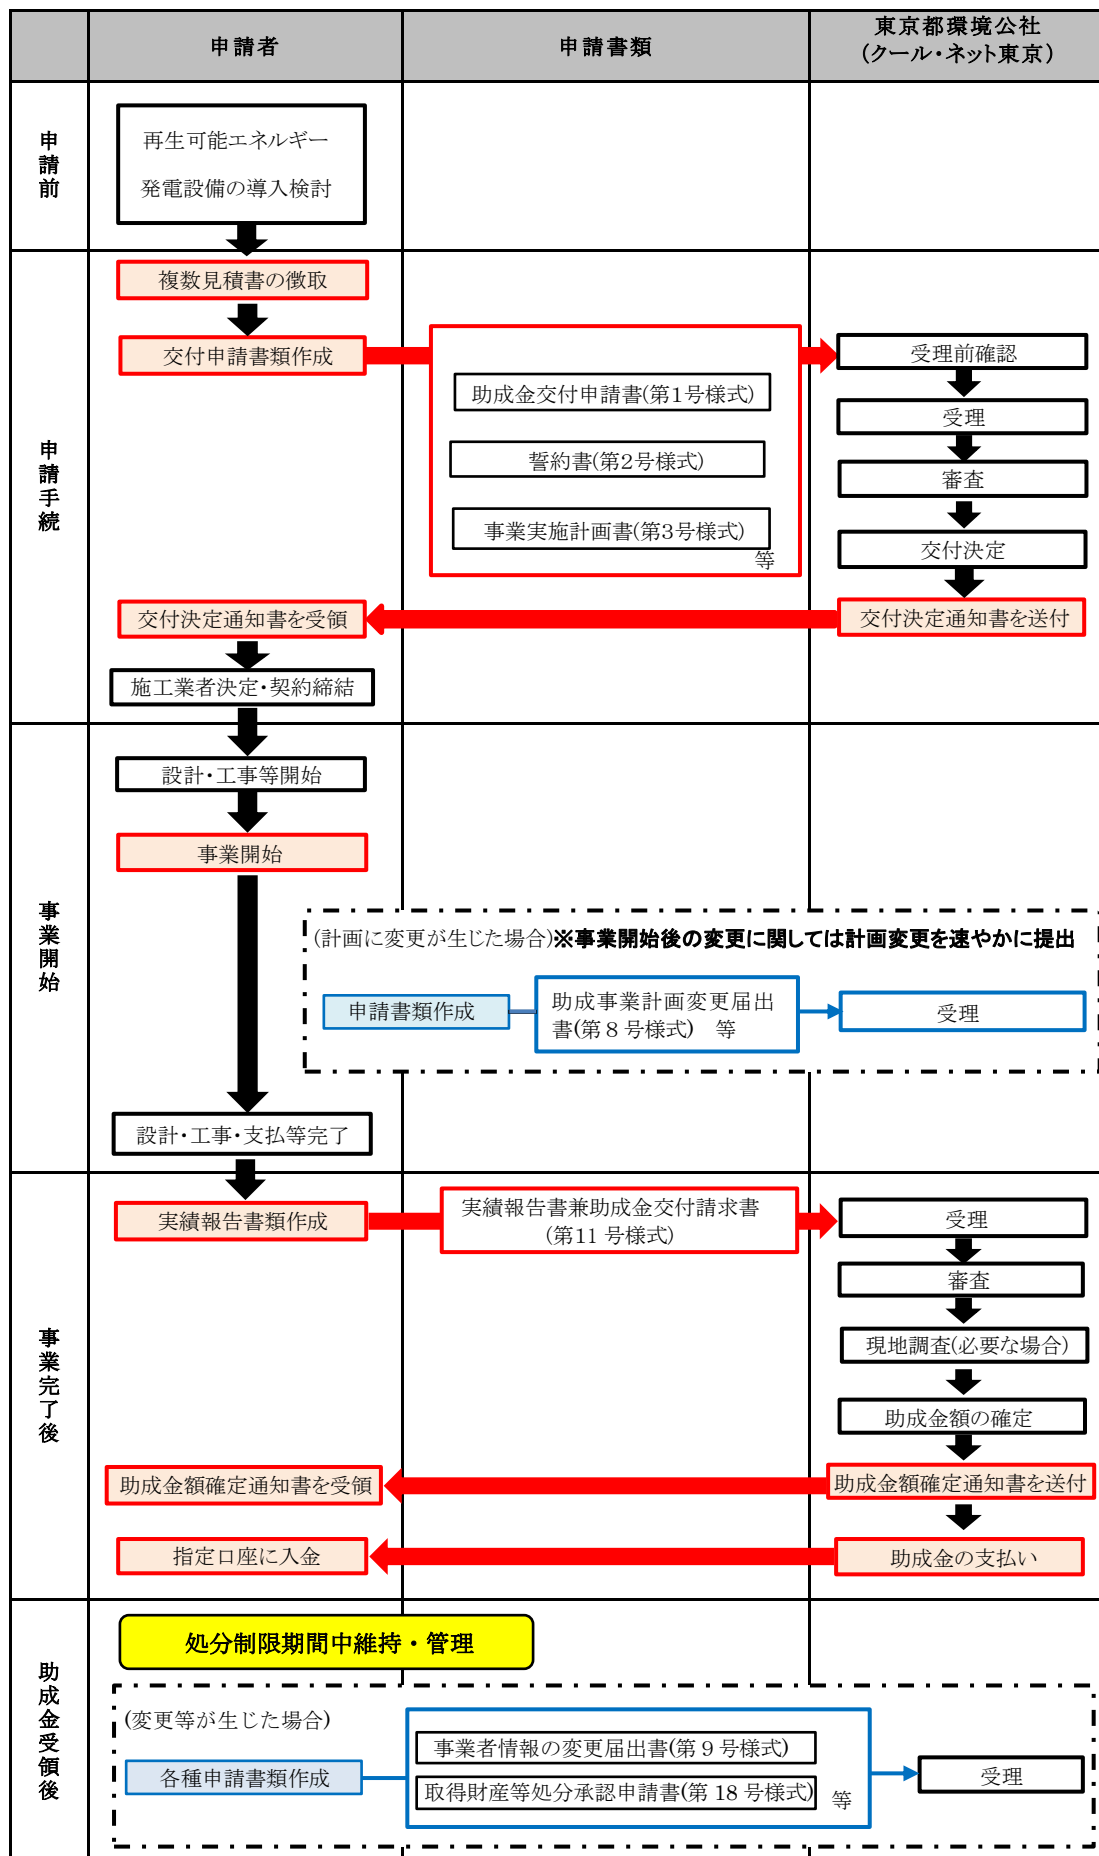 申請者
申請書類
東京都環境公社
(クール・ネット東京)
申請前
再生可能エネルギー
発電設備の導入検討
申請手続
複数見積書の徴取
交付申請書類作成
助成金交付申請書(第1号様式)
誓約書(第2号様式)
事業実施計画書(第3号様式)
等
受理前確認
受理
審査
交付決定
交付決定通知書を送付
交付決定通知書を受領
施工業者決定・契約締結
事業開始
設計・工事等開始
事業開始
(計画に変更が生じた場合)※事業開始後の変更に関しては計画変更を速やかに提出
申請書類作成
助成事業計画変更届出
書(第8号様式) 等
受理
設計・工事・支払等完了
事業完了後
実績報告書類作成
実績報告書兼助成金交付請求書
(第11号様式)
受理
審査
現地調査(必要な場合)
助成金額の確定
助成金額確定通知書を送付
助成金額確定通知書を受領
助成金の支払い
指定口座に入金
助成金受領後
処分制限期間中維持・管理
(変更等が生じた場合)
各種申請書類作成
事業者情報の変更届出書(第9号様式)
取得財産等処分承認申請書(第18号様式)
等
受理